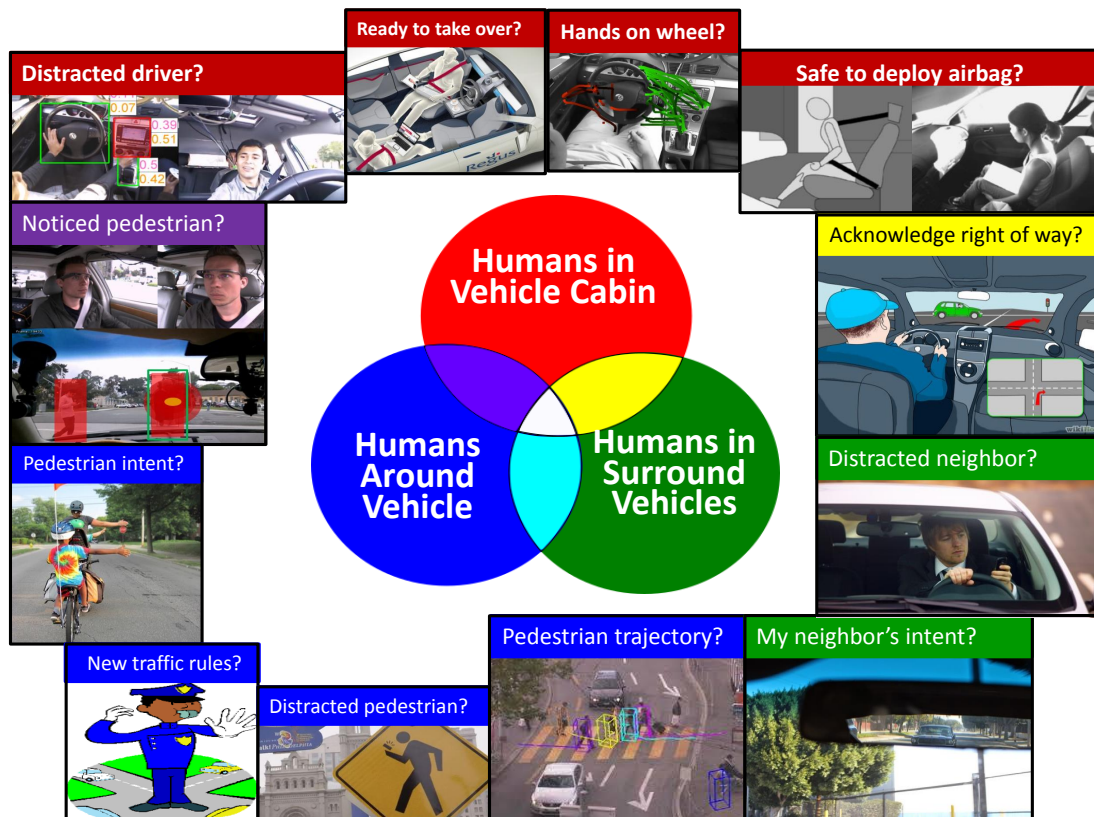 Ready to take over?
Hands on wheel?
Distracted driver?
Safe to deploy airbag?
0.07
0.39
0.51
0.5
0.42
Regus
Noticed pedestrian?
Acknowledge right of way?
Humans in
Vehicle Cabin
Humans
Around
Vehicle
Humans in
Surround
Vehicles
Pedestrian intent?
Distracted neighbor?
New traffic rules?
Distracted pedestrian?
Pedestrian trajectory?
My neighbor's intent?